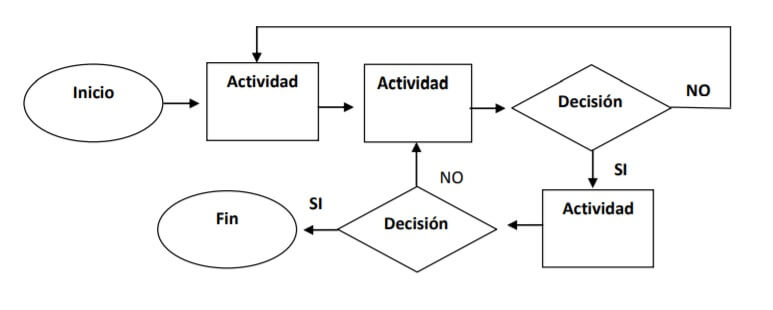 Inicio
Actividad
Actividad
Decisión
NO
SI
Actividad
Decisión
NO
SI
Fin